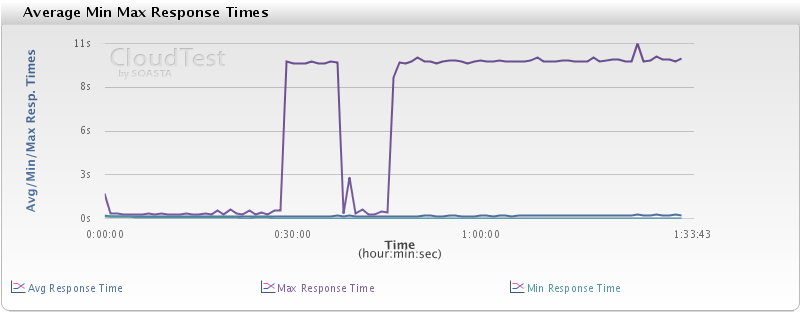 Average Min Max Response Times
Avg/Min/Max Resp. Times
11s
8s
6s
3s
0s
CloudTest
by SOASTA
0:00:00
0:30:00
1:00:00
1:33:43
Time
(hour:min:sec)
Avg Response Time
Max Response Time
Min Response Time